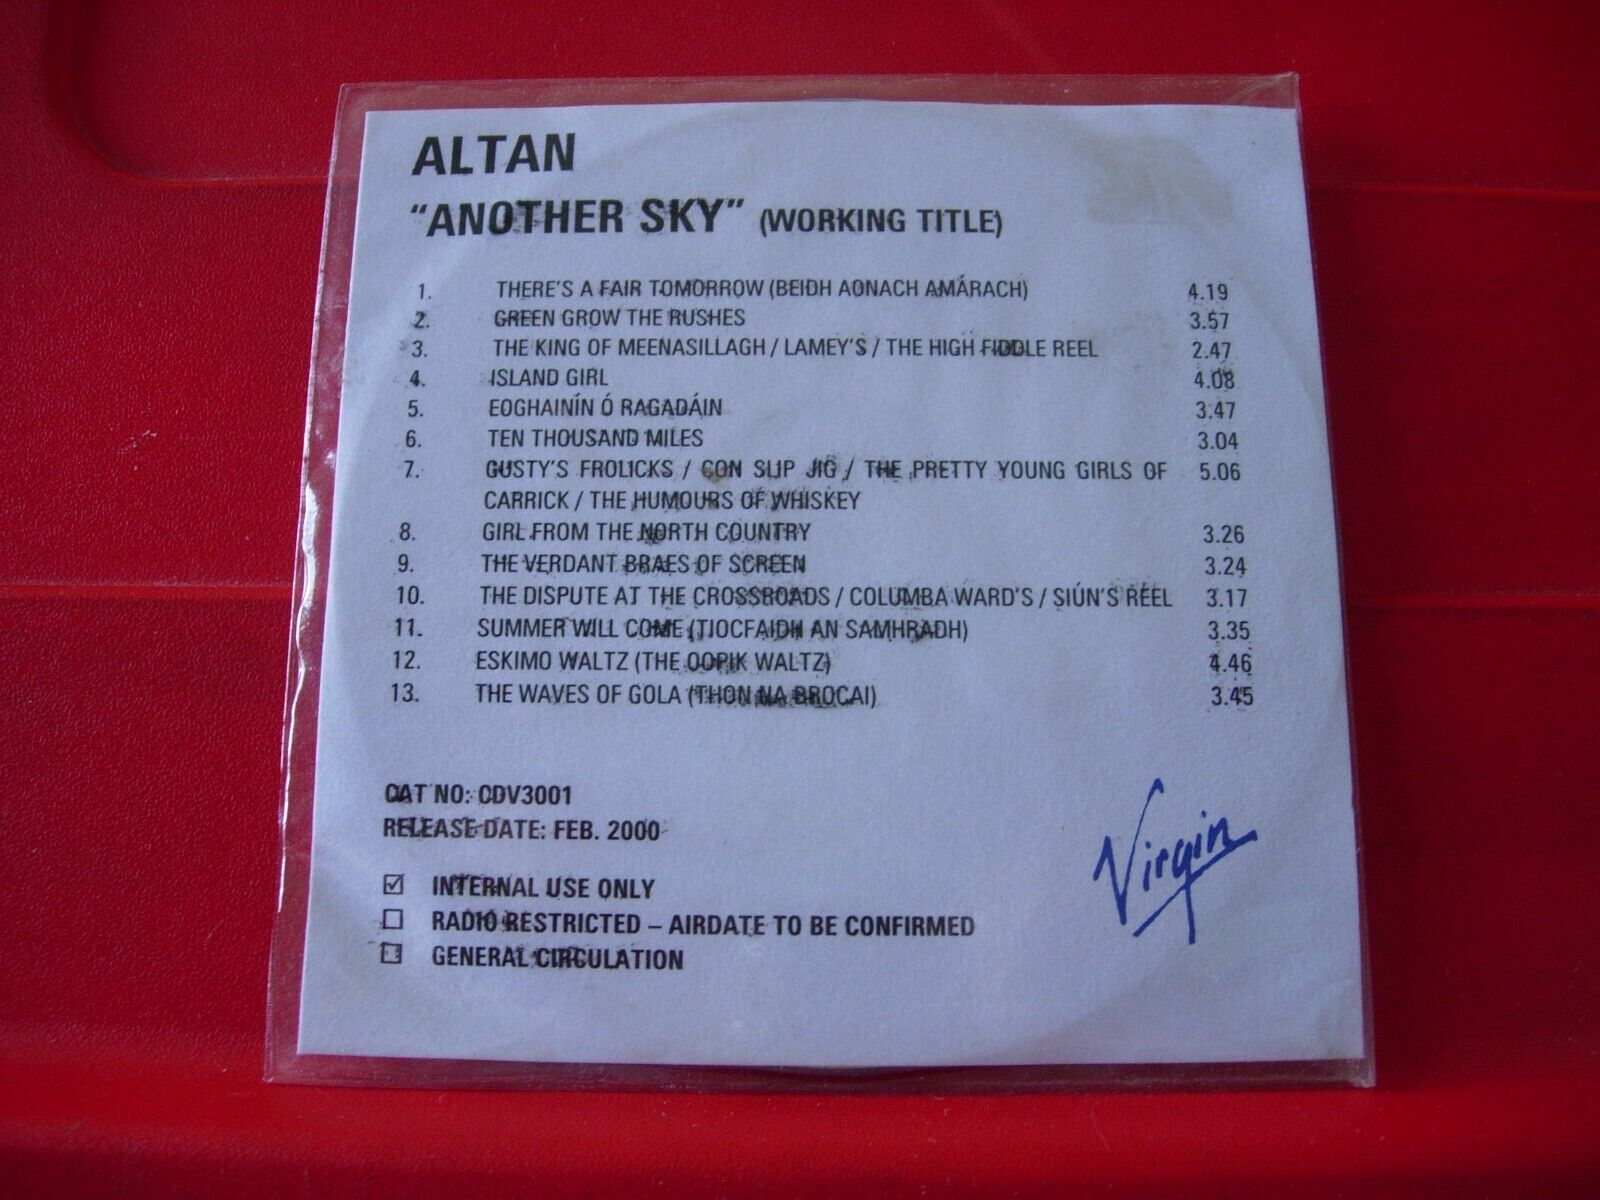 ALTAN
“ANOTHER SKY” (WORKING TITLE)
1. THERE'S A FAIR TOMORROW (BEIDH AONACH AMÁRACH) 4.19
2. GREEN GROW THE RUSHES 3.57
3. THE KING OF MEENASILLAGH / LAMEY'S / THE HIGH FIDDLE REEL 2.47
4. ISLAND GIRL 4.08
5. EOGHAINÍN Ó RAGADÁIN 3.47
6. TEN THOUSAND MILES 3.04
7. GUSTY'S FROLICKS / CON SLIP JIG / THE PRETTY YOUNG GIRLS OF 5.06
CARRICK / THE HUMOURS OF WHISKEY
8. GIRL FROM THE NORTH COUNTRY 3.26
9. THE VERDANT BRAES OF SCREEN 3.24
10. THE DISPUTE AT THE CROSSROADS / COLUMBA WARD'S / SIÚN'S REEL 3.17
11. SUMMER WILL COME (TIOCFAIDH AN SAMHRADH) 3.35
12. ESKIMO WALTZ (THE OOPIK WALTZ) 4.46
13. THE WAVES OF GOLA (THON NA BROCAI) 3.45
CAT NO: CDV3001
RELEASE DATE: FEB. 2000
☑ INTERNAL USE ONLY
☐ RADIO RESTRICTED – AIRDATE TO BE CONFIRMED
☐ GENERAL CIRCULATION
Virgin